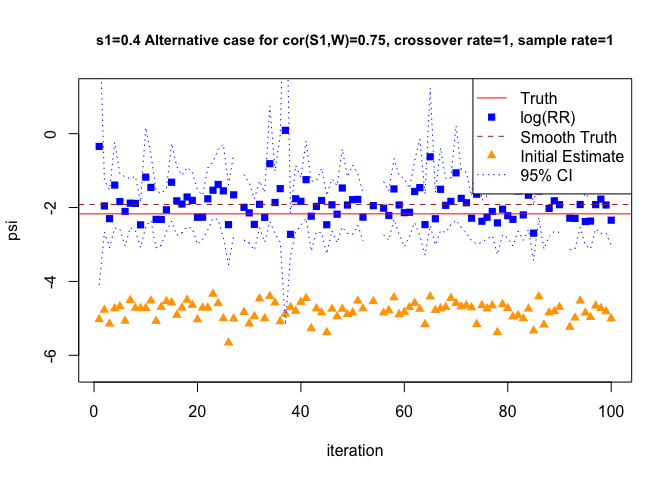 s1=0.4 Alternative case for cor(S1,W)=0.75, crossover rate=1, sample rate=1
Truth
log(RR)
Smooth Truth
Initial Estimate
95% CI
psi
0
-2
-4
-6
0 20 40 60 80 100
iteration